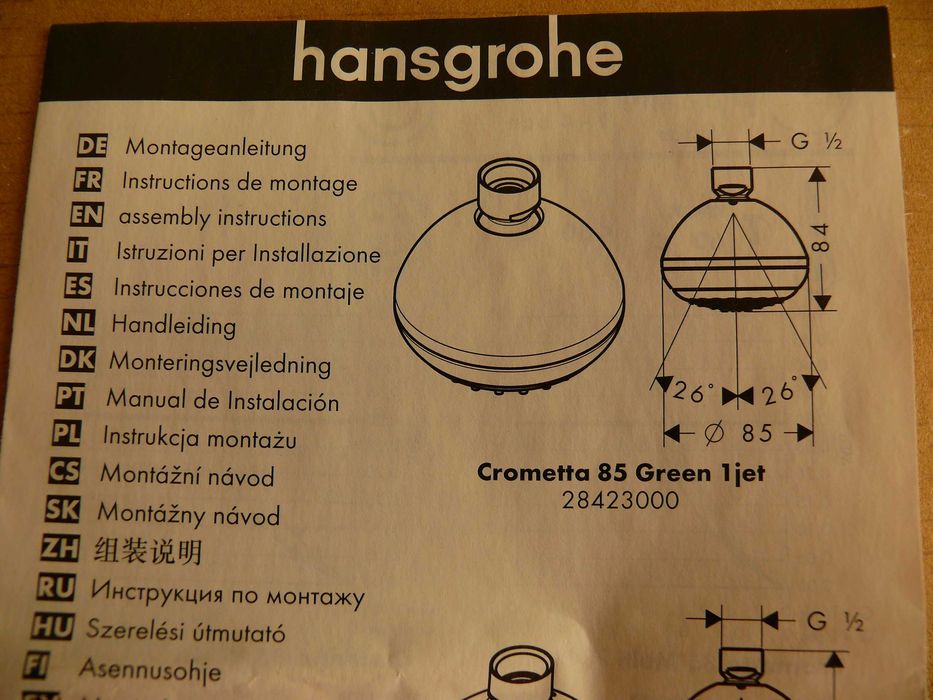 hansgrohe
DE Montageanleitung
FR Instructions de montage
EN assembly instructions
IT Istruzioni per Installazione
ES Instrucciones de montaje
NL Handleiding
DK Monteringsvejledning
PT Manual de Instalación
PL Instrukcja montażu
CS Montážní návod
SK Montážny návod
ZH 组装说明
RU Инструкция по монтажу
HU Szerelési útmutató
FI Asennusohje
G ½
84
26° 26°
Ø 85
Crometta 85 Green 1jet
28423000
G ½